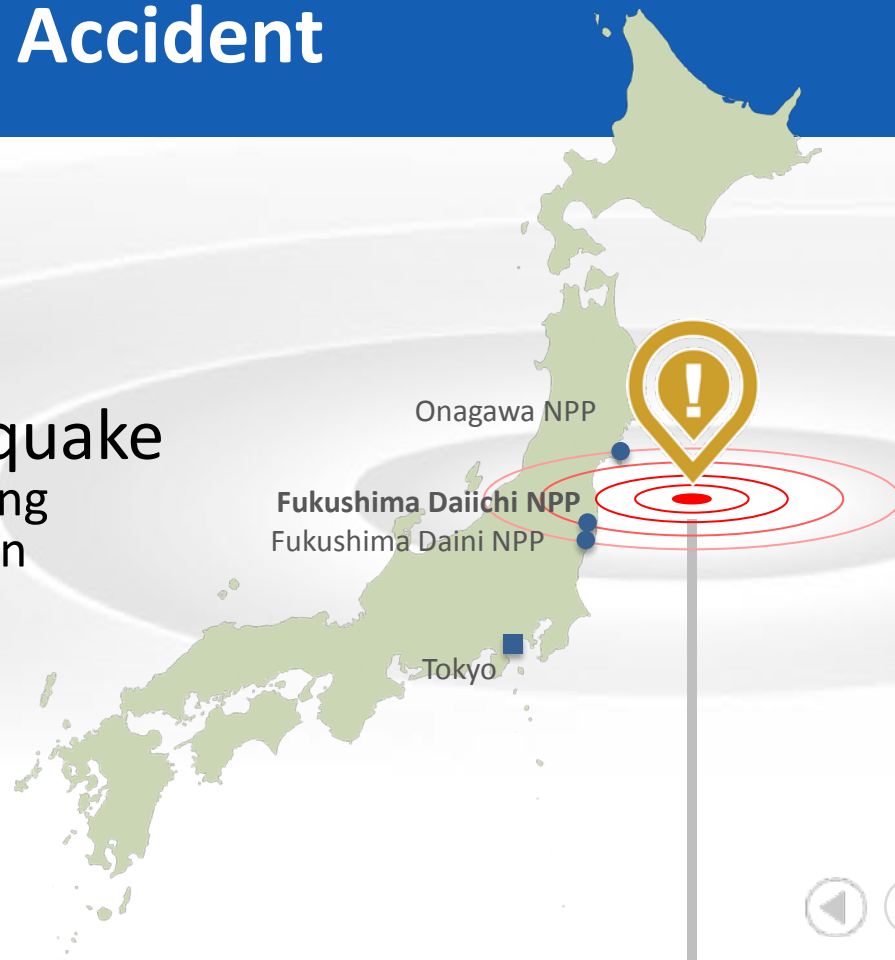 Accident
quake
ng
n
Onagawa NPP
Fukushima Daiichi NPP
Fukushima Daini NPP
Tokyo
!